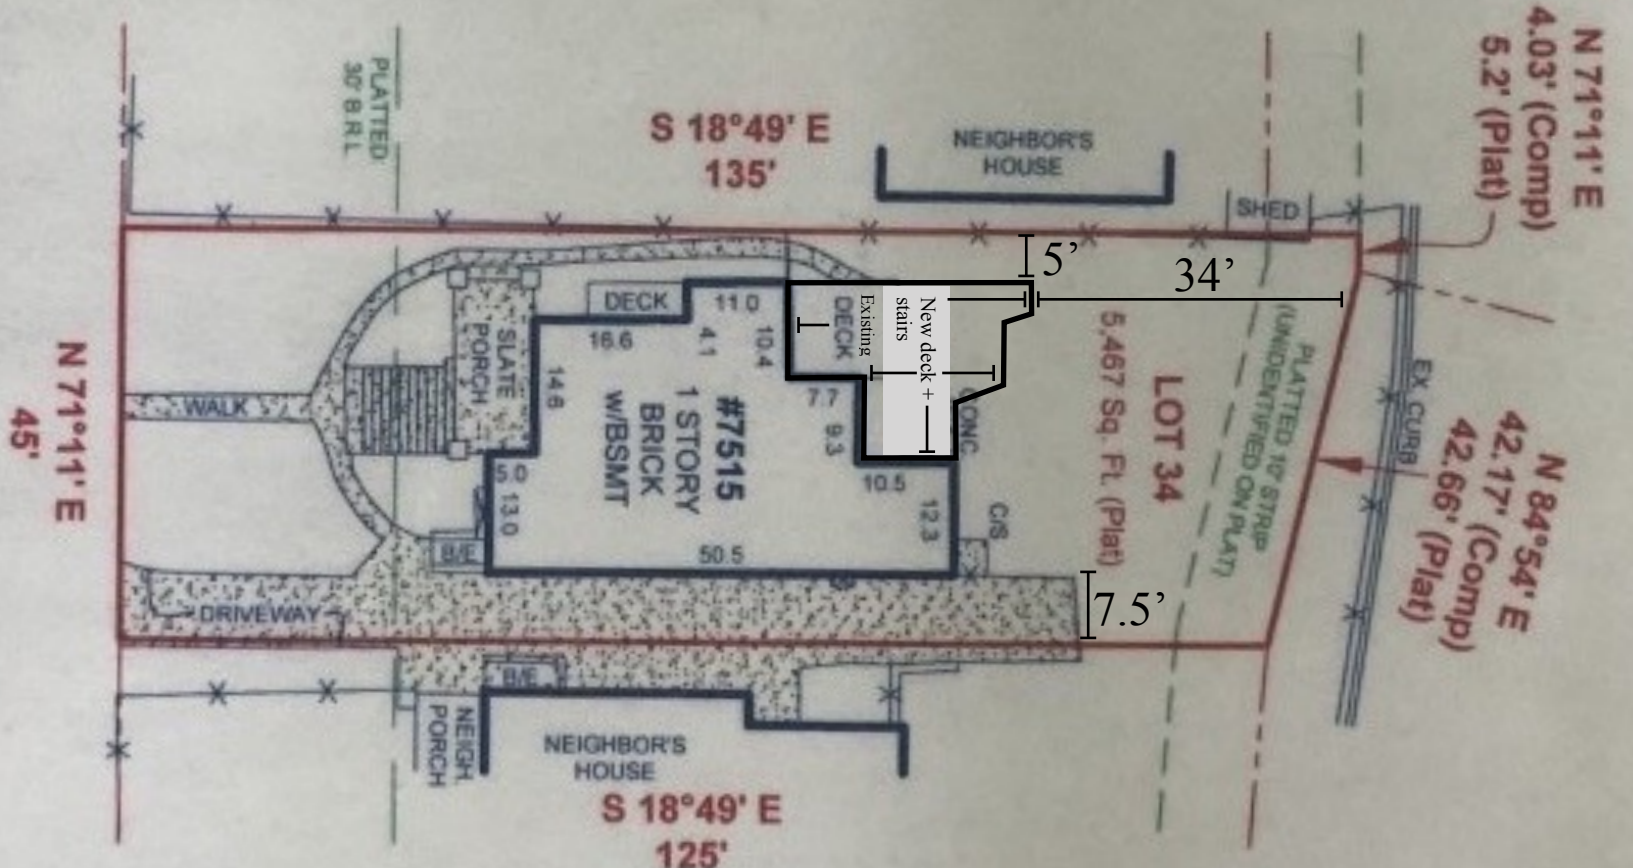 N 71°11' E
4.03' (Comp)
5.2' (Plat)
PLATTED
30' B.R.L.
S 18°49' E
135'
NEIGHBOR'S
HOUSE
SHED
5’
34’
DECK
11.0
16.6
4.1
10.4
DECK
Existing
New deck +
stairs
SLATE
PORCH
14.6
7.7
9.3
CONC
#7515
1 STORY
BRICK
w/BSMT
LOT 34
5,467 Sq. Ft. (Plat)
PLATTED 10' STRIP
(UNIDENTIFIED ON PLAT)
EX CURB
N 84°54' E
42.17' (Comp)
42.66' (Plat)
WALK
N 71°11' E
45'
5.0
13.0
10.5
12.3
C/S
B/E
50.5
DRIVEWAY
7.5’
B/E
NEIGH.
PORCH
NEIGHBOR'S
HOUSE
S 18°49' E
125'